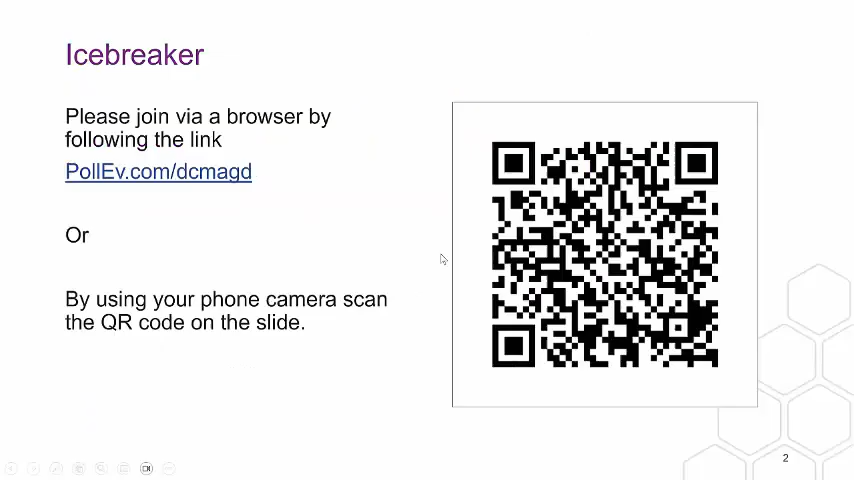 Icebreaker
Please join via a browser by
following the link
PollEv.com/dcmagd
Or
By using your phone camera scan
the QR code on the slide.
2